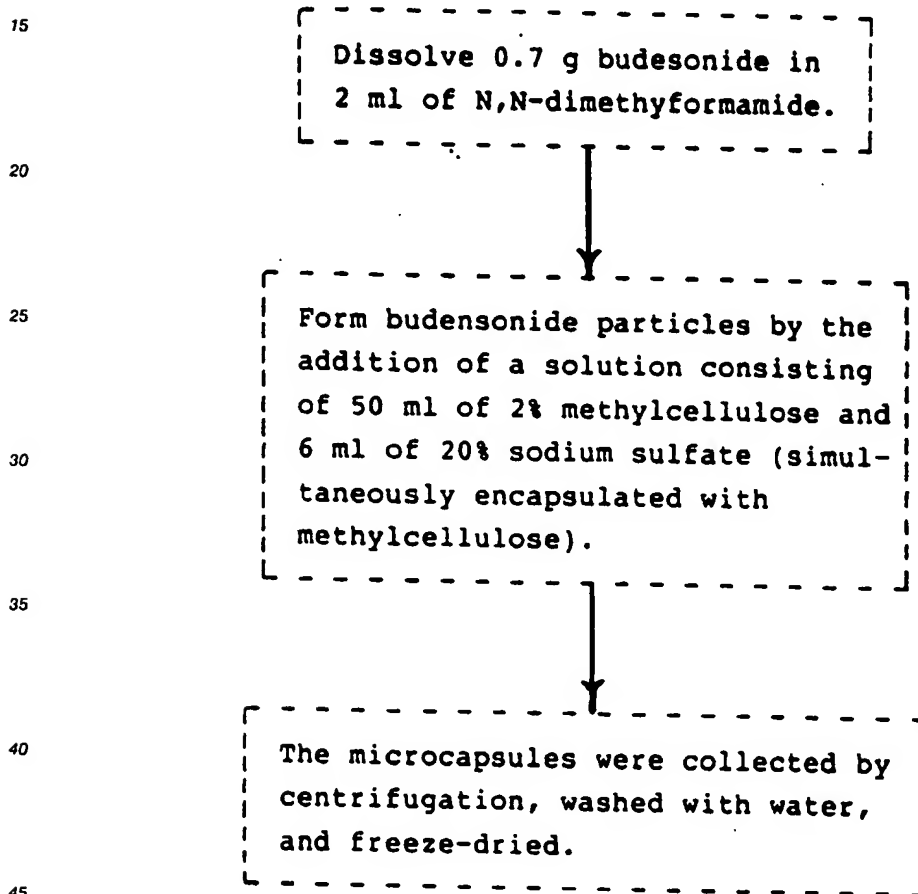 15
Dissolve 0.7 g budesonide in
2 ml of N,N-dimethyformamide.
20
25
Form budensonide particles by the
addition of a solution consisting
of 50 ml of 2% methylcellulose and
6 ml of 20% sodium sulfate (simul-
30
taneously encapsulated with
methylcellulose).
35
40
The microcapsules were collected by
centrifugation, washed with water,
and freeze-dried.
45